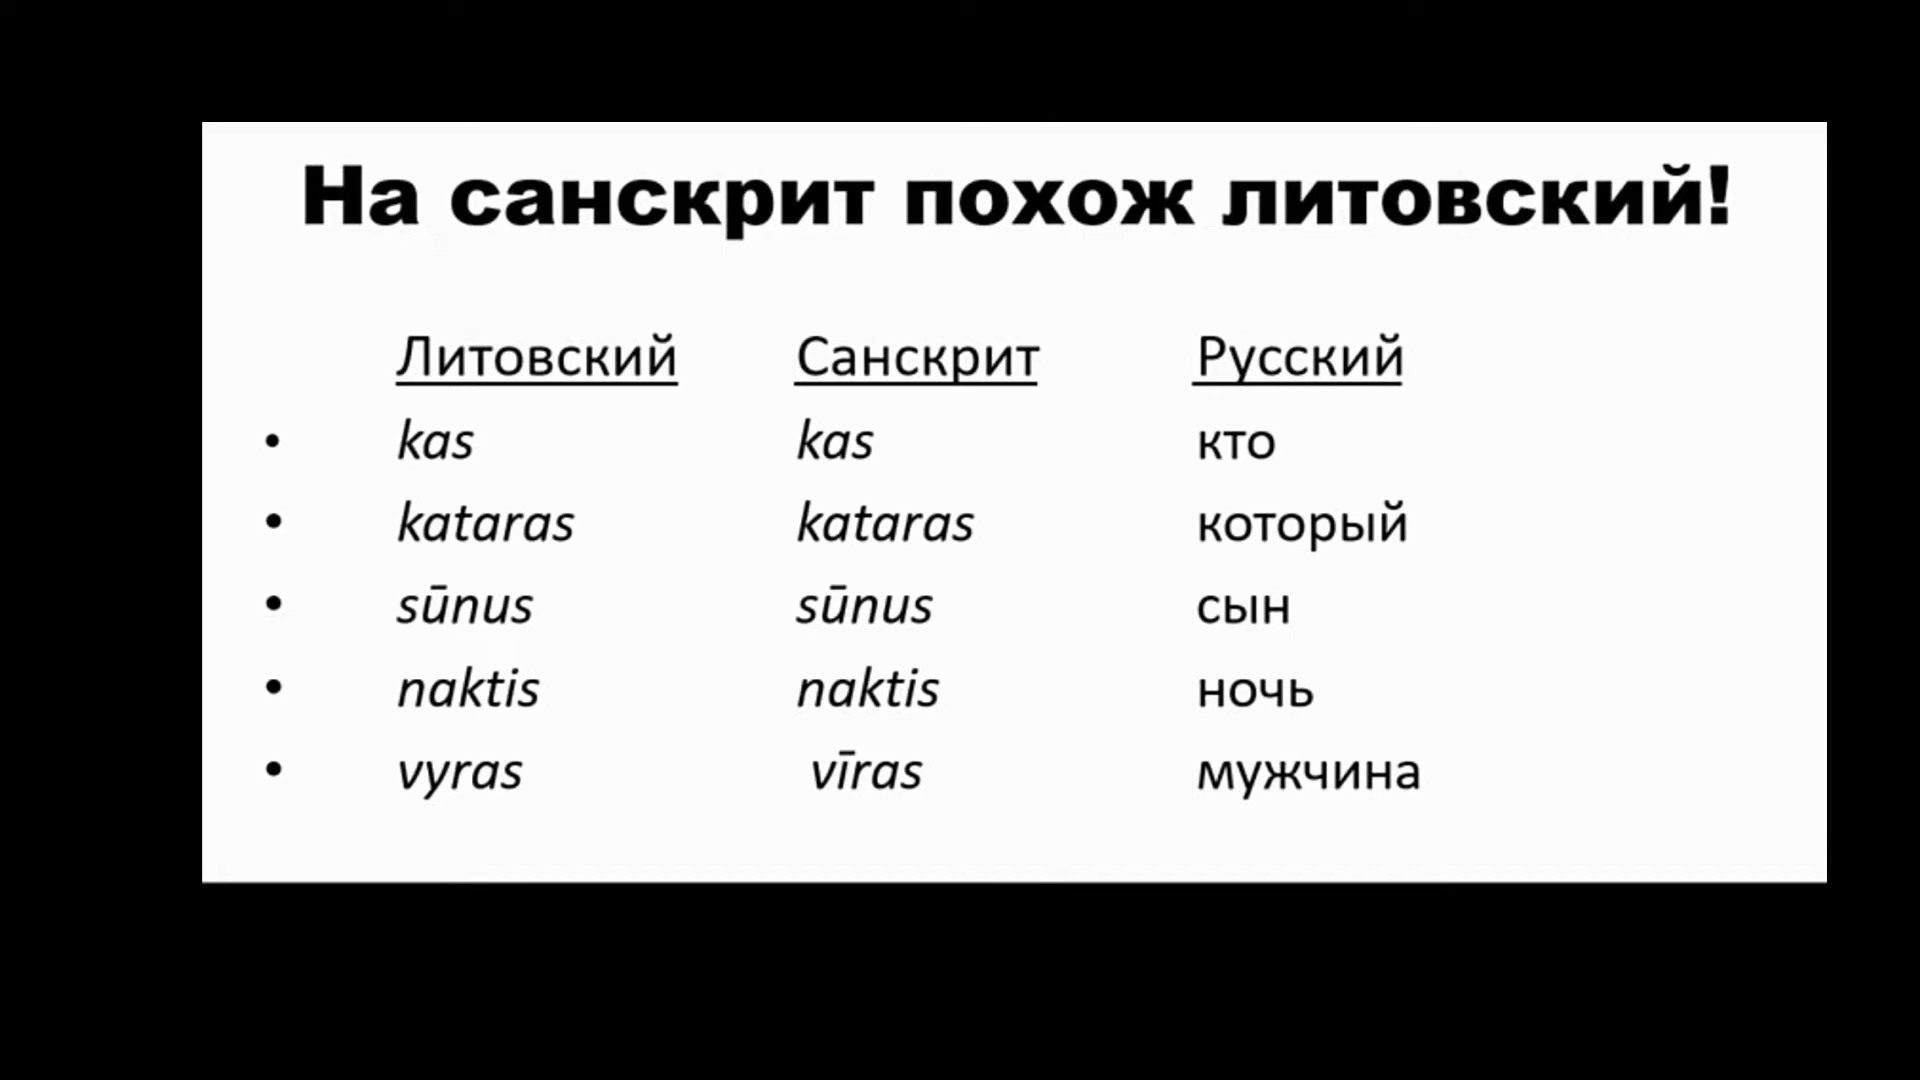 На санскрит похож литовский!
Литовский Санскрит Русский
• kas kas кто
• kataras kataras который
• sūnus sūnus сын
• naktis naktis ночь
• vyras vīras мужчина